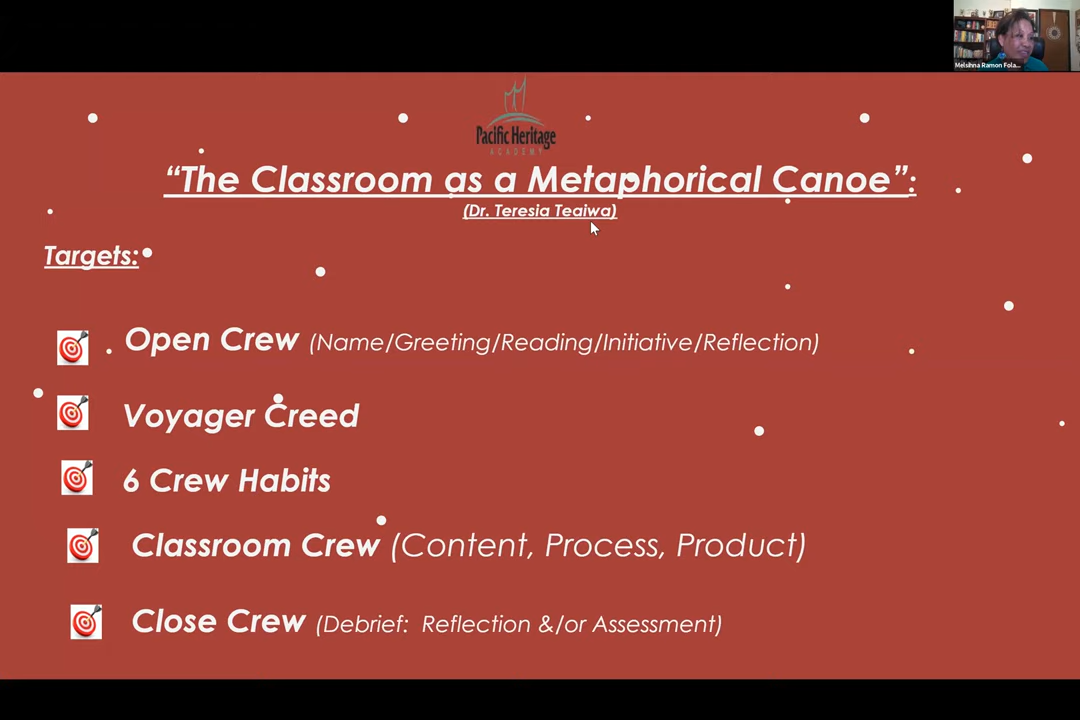 Melsihna Ramon Fola...
Pacific Heritage
ACADEMY
“The Classroom as a Metaphorical Canoe”:
(Dr. Teresia Teaiwa)
Targets:
Open Crew (Name/Greeting/Reading/Initiative/Reflection)
Voyager Creed
6 Crew Habits
Classroom Crew (Content, Process, Product)
Close Crew (Debrief: Reflection &/or Assessment)